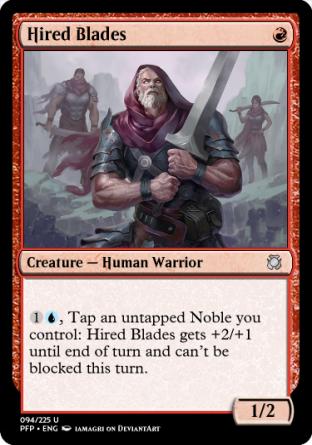 Hired Blades
Creature — Human Warrior
1, Tap an untapped Noble you
control: Hired Blades gets +2/+1
until end of turn and can't be
blocked this turn.
1/2
094/225 U
PFP • ENG IAMAGRI ON DEVIANTART